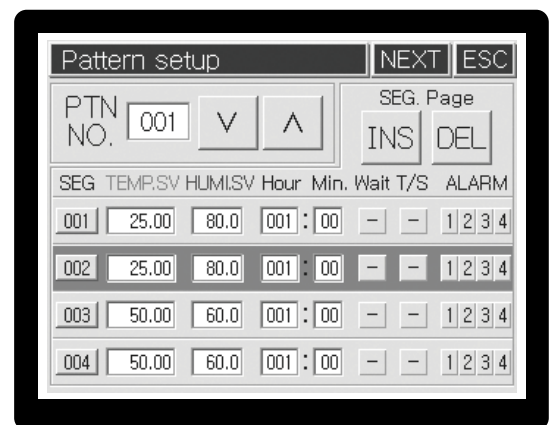 Pattern setup NEXT ESC
PTN NO. 001 V Λ
SEG. Page
INS DEL
SEG TEMP.SV HUMI.SV Hour Min. Wait T/S ALARM
001 25.00 80.0 001 : 00 – – 1 2 3 4
002 25.00 80.0 001 : 00 – – 1 2 3 4
003 50.00 60.0 001 : 00 – – 1 2 3 4
004 50.00 60.0 001 : 00 – – 1 2 3 4